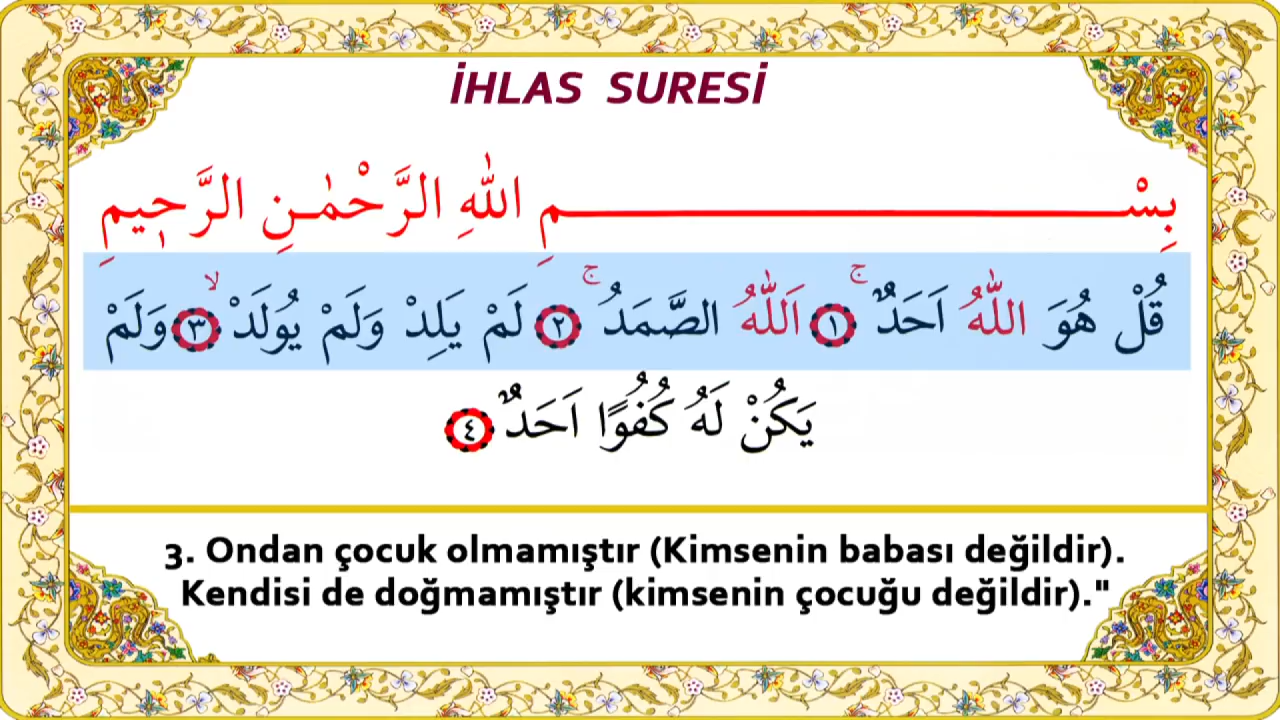 İHLAS SURESİ
بِسْــــــــمِ اللّٰهِ الرَّحْمٰنِ الرَّحٖيمِ
قُلْ هُوَ اللّٰهُ اَحَدٌۚ ﴿١﴾ اَللّٰهُ الصَّمَدُۚ ﴿٢﴾ لَمْ يَلِدْ وَلَمْ يُولَدْۙ ﴿٣﴾ وَلَمْ
يَكُنْ لَهُ كُفُوًا اَحَدٌ ﴿٤﴾
3. Ondan çocuk olmamıştır (Kimsenin babası değildir).
Kendisi de doğmamıştır (kimsenin çocuğu değildir)."